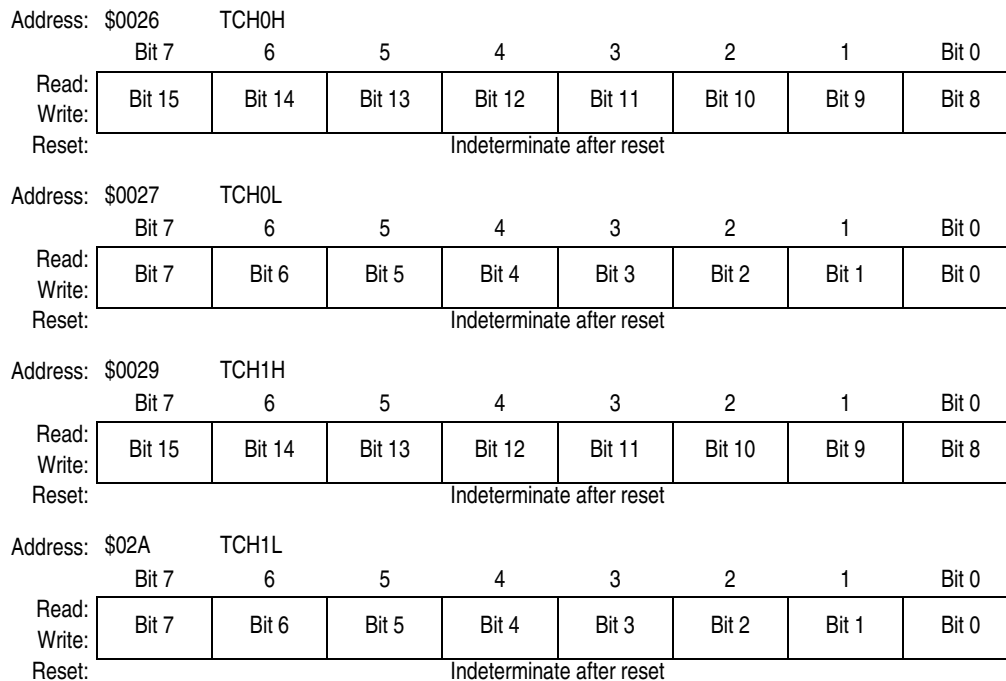 Address: $0026 TCH0H
Bit 7 6 5 4 3 2 1 Bit 0
Read:
Bit 15 Bit 14 Bit 13 Bit 12 Bit 11 Bit 10 Bit 9 Bit 8
Write:
Reset: Indeterminate after reset
Address: $0027 TCH0L
Bit 7 6 5 4 3 2 1 Bit 0
Read:
Bit 7 Bit 6 Bit 5 Bit 4 Bit 3 Bit 2 Bit 1 Bit 0
Write:
Reset: Indeterminate after reset
Address: $0029 TCH1H
Bit 7 6 5 4 3 2 1 Bit 0
Read:
Bit 15 Bit 14 Bit 13 Bit 12 Bit 11 Bit 10 Bit 9 Bit 8
Write:
Reset: Indeterminate after reset
Address: $02A TCH1L
Bit 7 6 5 4 3 2 1 Bit 0
Read:
Bit 7 Bit 6 Bit 5 Bit 4 Bit 3 Bit 2 Bit 1 Bit 0
Write:
Reset: Indeterminate after reset